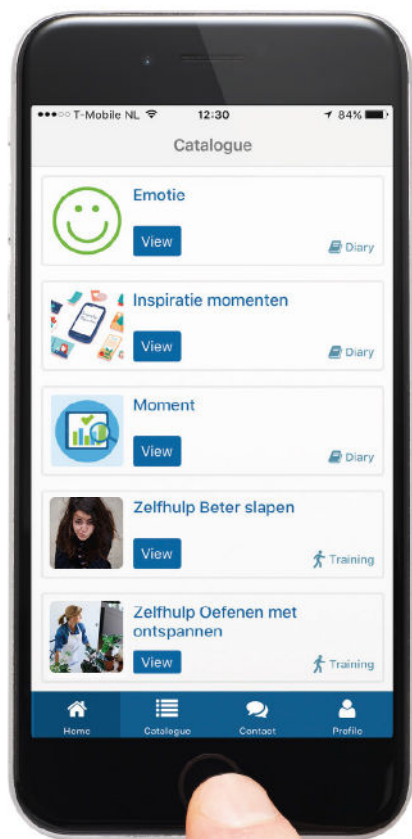 T-Mobile NL 12:30 84%
Catalogue
Emotie
View
Diary
Inspiratie momenten
View
Diary
Moment
View
Diary
Zelfhulp Beter slapen
View
Training
Zelfhulp Oefenen met
ontspannen
View
Training
Home Catalogue Contact Profile